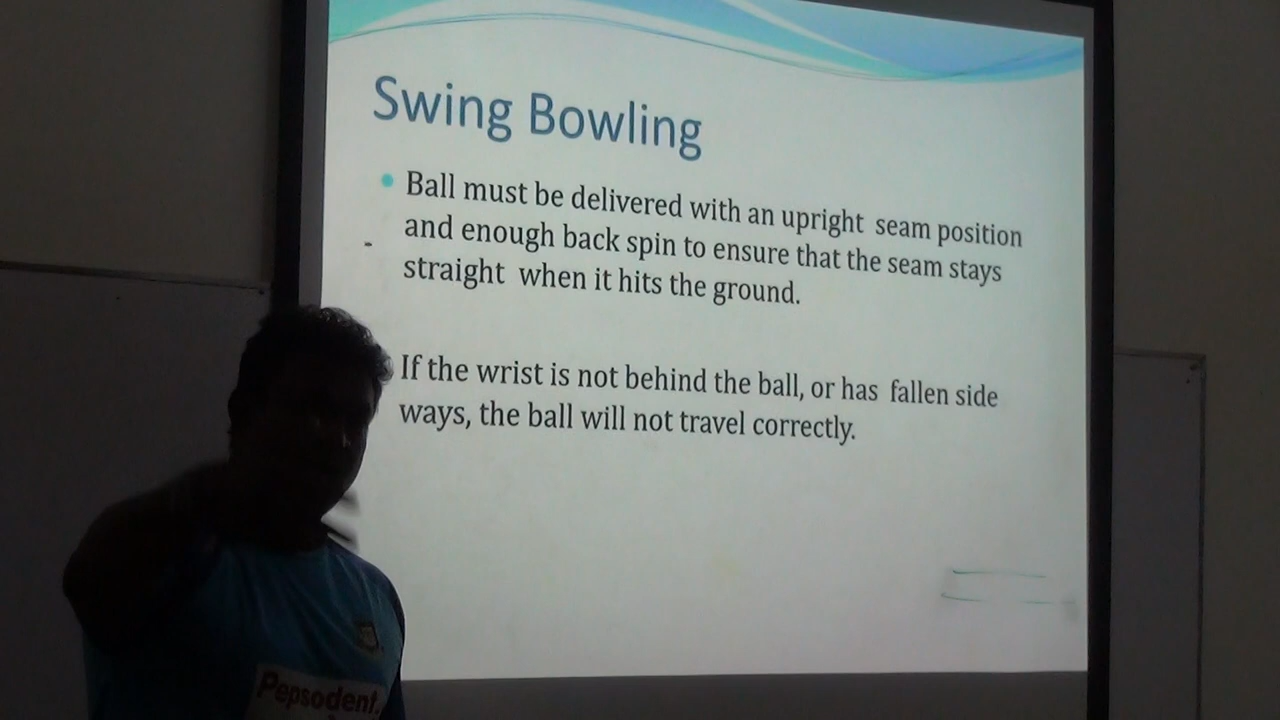 Swing Bowling
Ball must be delivered with an upright seam position
and enough back spin to ensure that the seam stays
straight when it hits the ground.
If the wrist is not behind the ball, or has fallen side
ways, the ball will not travel correctly.
Pepsodent